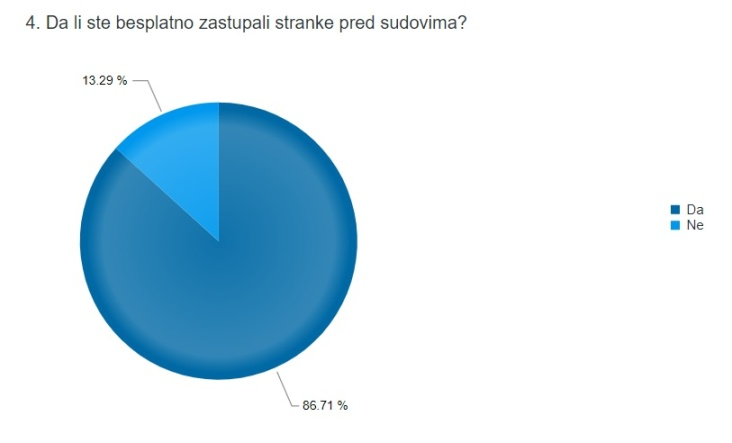 4. Da li ste besplatno zastupali stranke pred sudovima?
13.29 %
Da
Ne
86.71 %